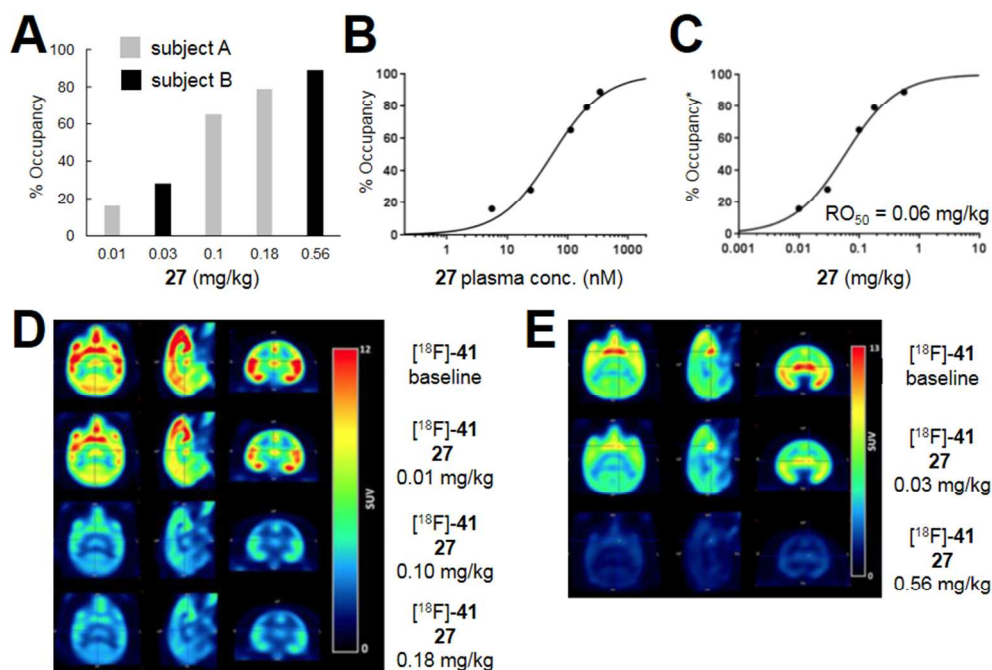 A
100
80
60
40
20
0
% Occupancy
subject A
subject B
0.01 0.03 0.1 0.18 0.56
27 (mg/kg)
B
100
80
60
40
20
0
% Occupancy
1 10 100 1000
27 plasma conc. (nM)
C
100
80
60
40
20
0
% Occupancy*
RO50 = 0.06 mg/kg
0.001 0.01 0.1 1 10
27 (mg/kg)
D
12
SUV
0
[18F]-41
baseline
[18F]-41
27
0.01 mg/kg
[18F]-41
27
0.10 mg/kg
[18F]-41
27
0.18 mg/kg
E
13
SUV
0
[18F]-41
baseline
[18F]-41
27
0.03 mg/kg
[18F]-41
27
0.56 mg/kg